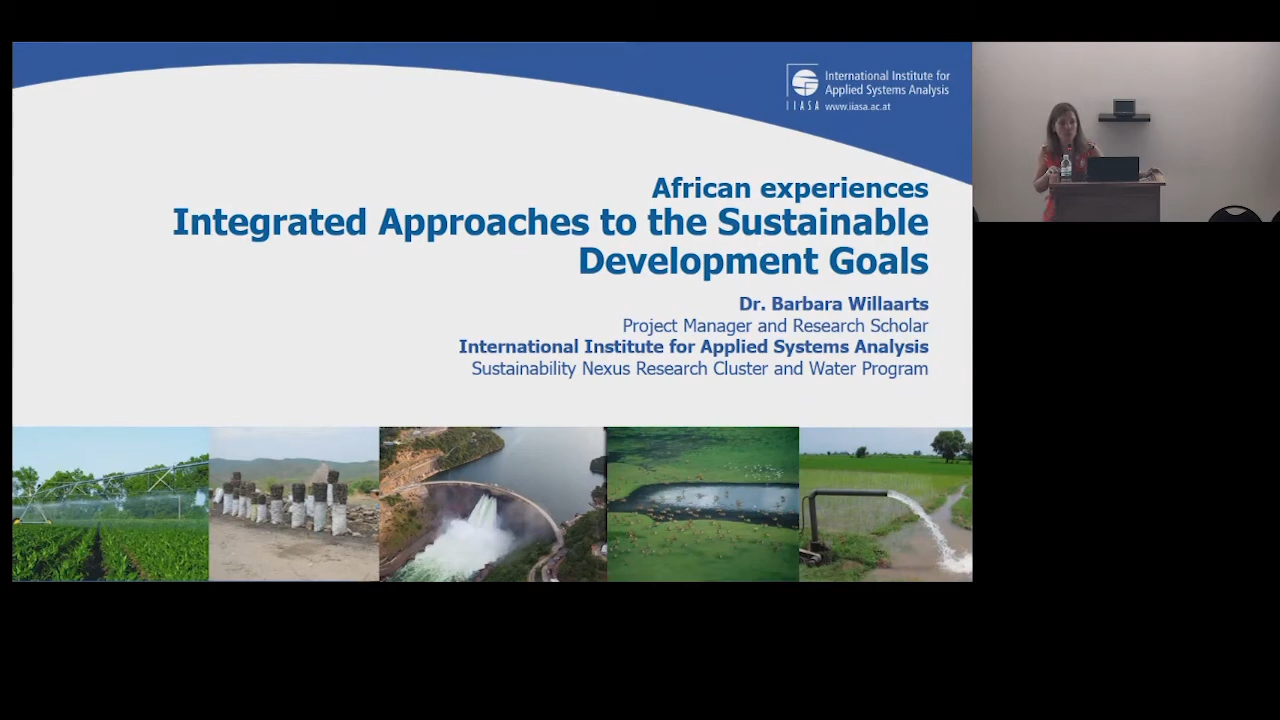 International Institute for
Applied Systems Analysis
IIASA www.iiasa.ac.at
African experiences
Integrated Approaches to the Sustainable
Development Goals
Dr. Barbara Willaarts
Project Manager and Research Scholar
International Institute for Applied Systems Analysis
Sustainability Nexus Research Cluster and Water Program